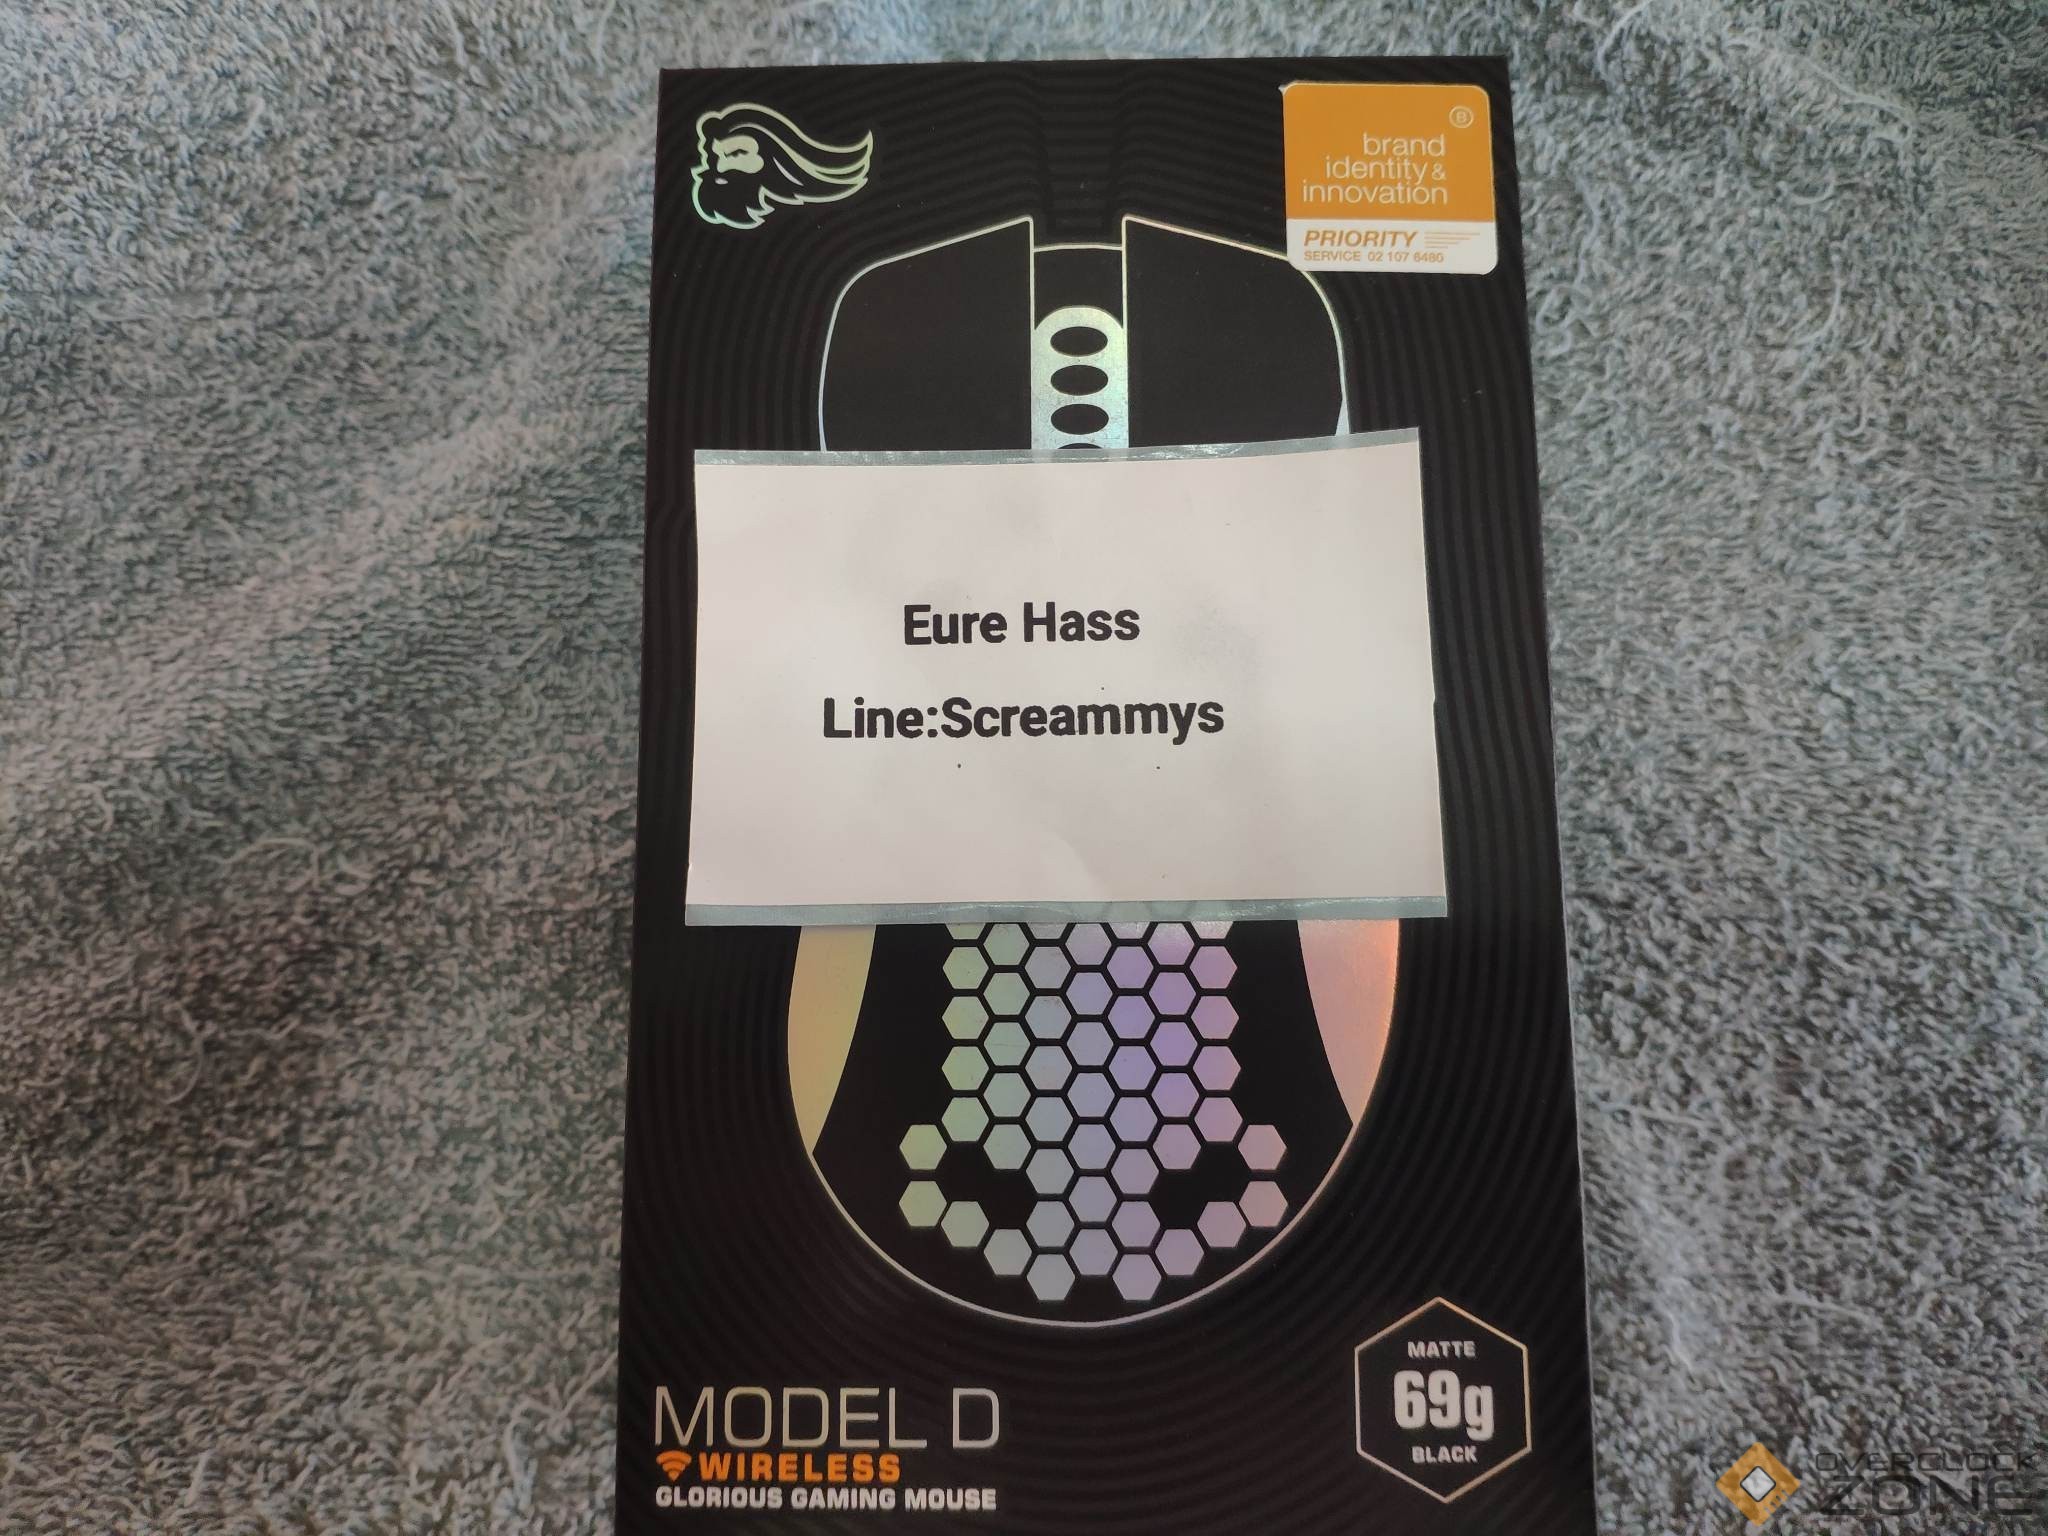 brand
identity &
innovation
PRIORITY
SERVICE 02 107 6480
Eure Hass
Line:Screammys
MODEL D
WIRELESS
GLORIOUS GAMING MOUSE
MATTE
69g
BLACK
OVERCLOCK
ZONE